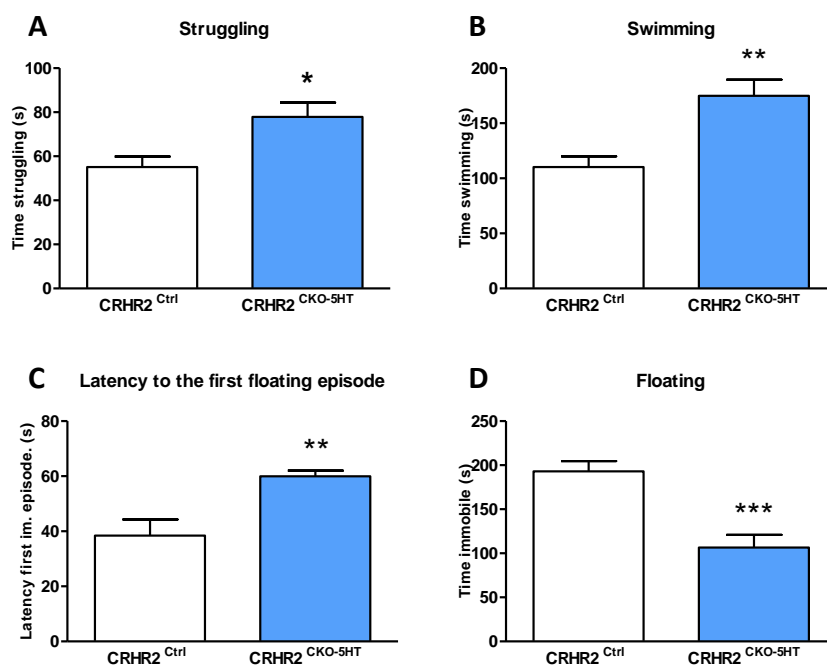 A
Struggling
Time struggling (s)
100
80
60
40
20
0
*
CRHR2 Ctrl
CRHR2 CKO-5HT
B
Swimming
Time swimming (s)
200
150
100
50
0
**
CRHR2 Ctrl
CRHR2 CKO-5HT
C
Latency to the first floating episode
Latency first im. episode. (s)
80
60
40
20
0
**
CRHR2 Ctrl
CRHR2 CKO-5HT
D
Floating
Time immobile (s)
250
200
150
100
50
0
***
CRHR2 Ctrl
CRHR2 CKO-5HT